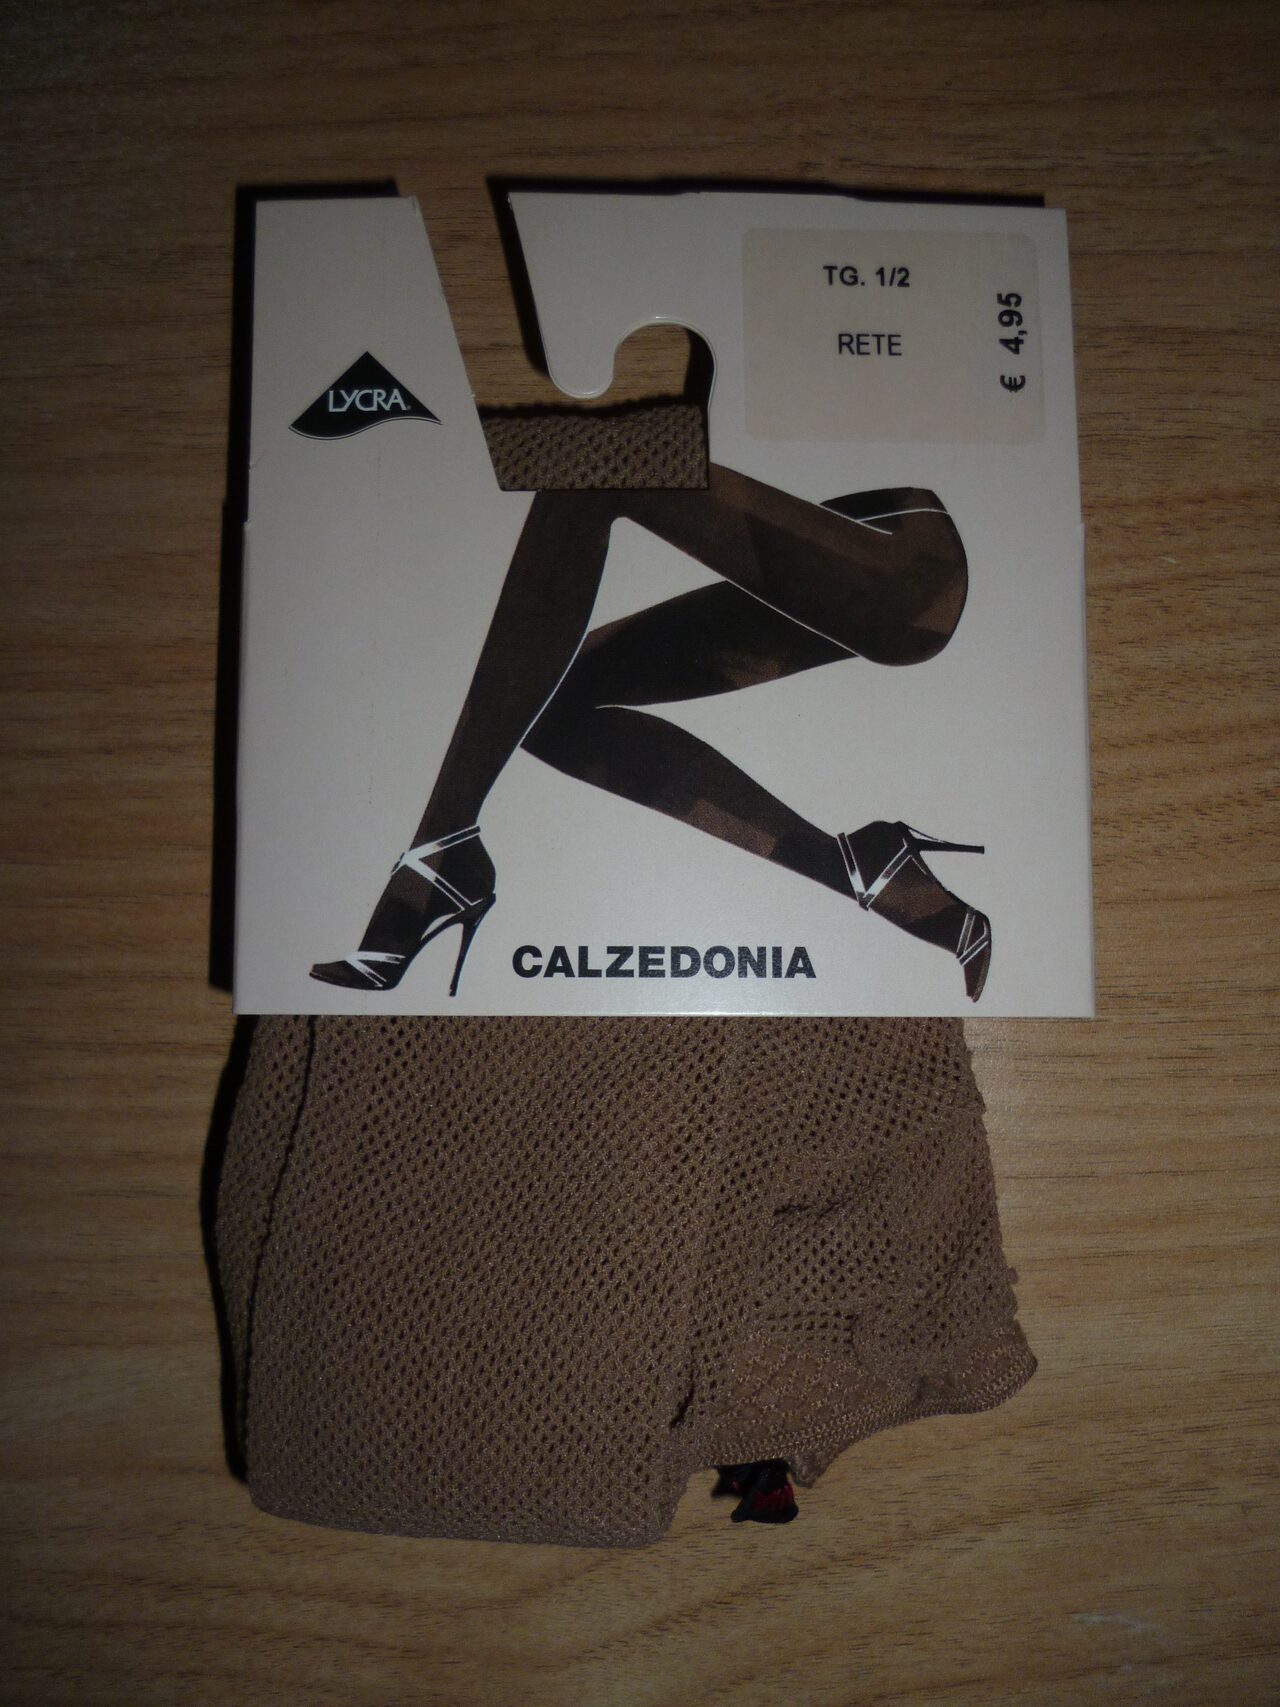 TG. 1/2
RETE
€ 4,95
LYCRA
CALZEDONIA